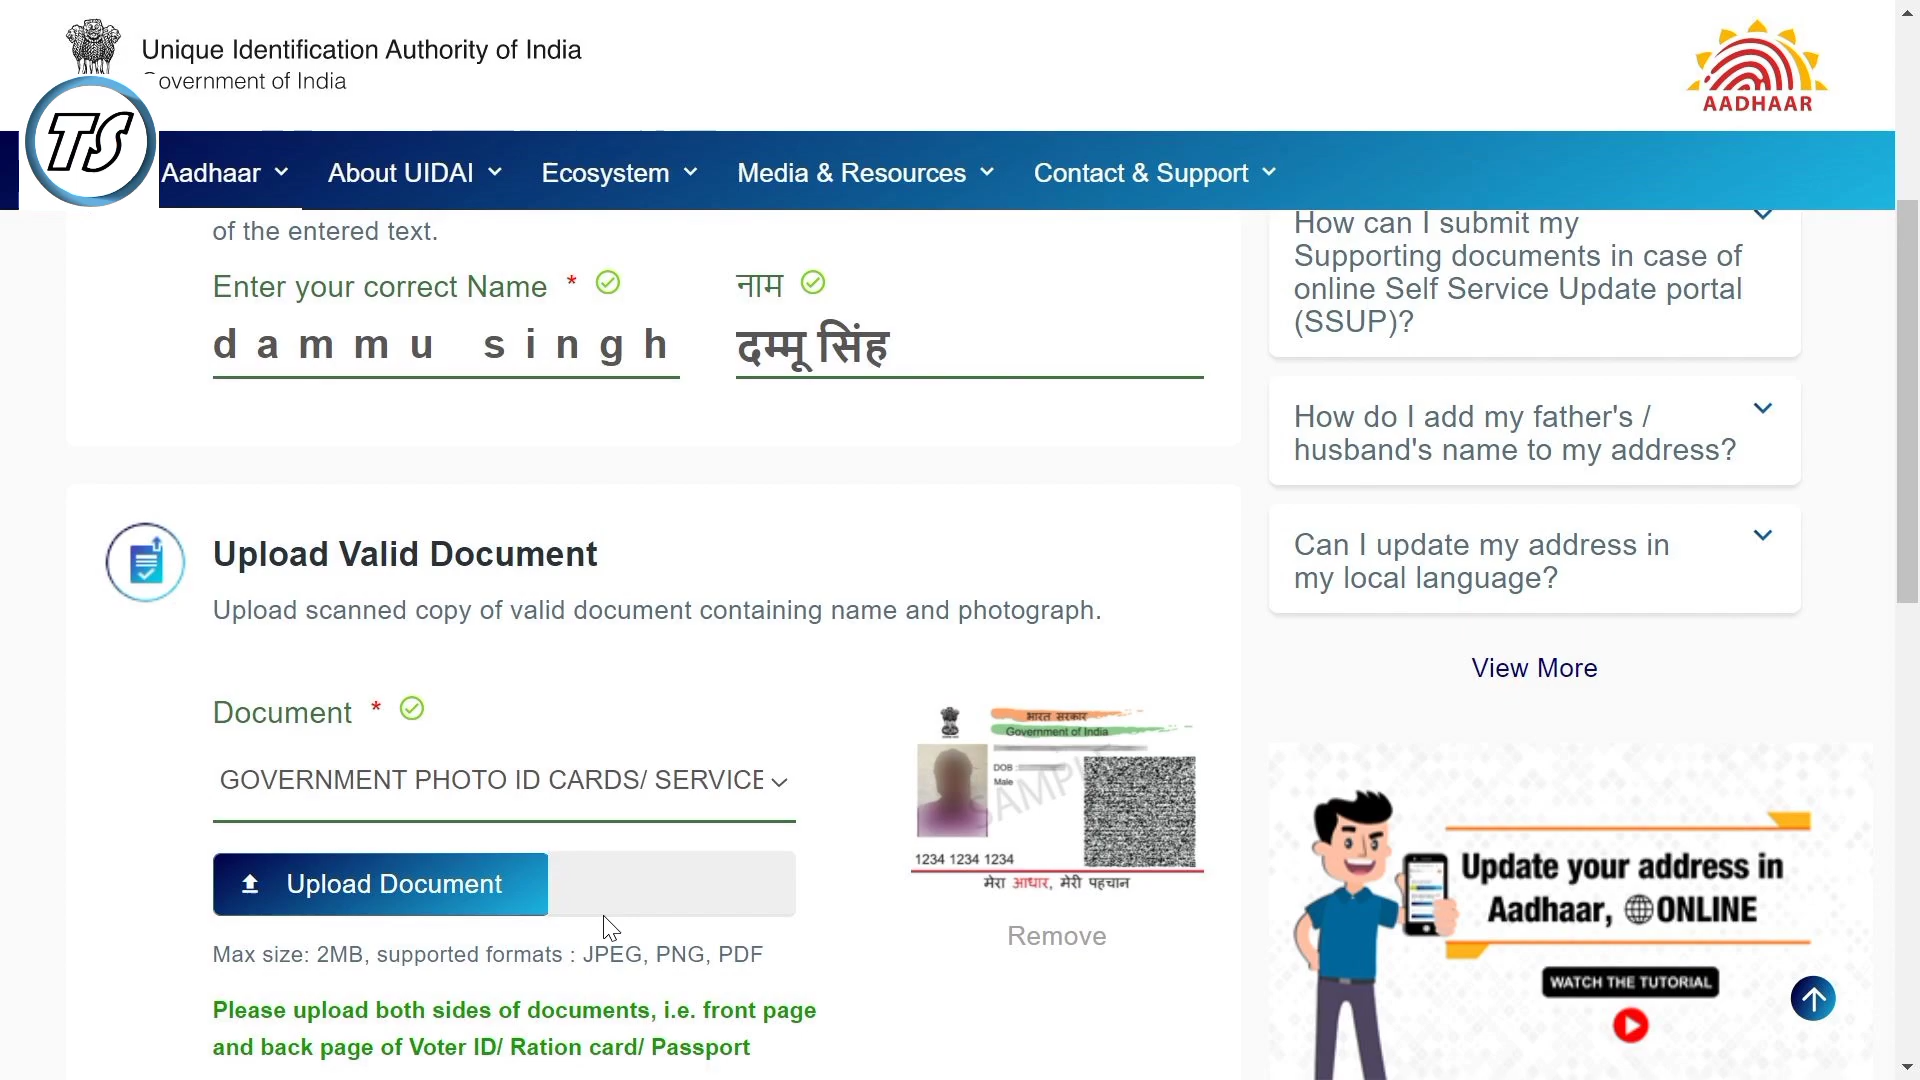 Unique Identification Authority of India
Government of India
AADHAAR
TS
Aadhaar
About UIDAI
Ecosystem
Media & Resources
Contact & Support
of the entered text.
Enter your correct Name *
नाम
dammu singh
दम्मू सिंह
Upload Valid Document
Upload scanned copy of valid document containing name and photograph.
Document *
GOVERNMENT PHOTO ID CARDS/ SERVICE
Upload Document
Max size: 2MB, supported formats : JPEG, PNG, PDF
Please upload both sides of documents, i.e. front page
and back page of Voter ID/ Ration card/ Passport
भारत सरकार
Government of India
DOB :
Male
SAMPLE
1234 1234 1234
मेरा आधार, मेरी पहचान
Remove
How can I submit my
Supporting documents in case of
online Self Service Update portal
(SSUP)?
How do I add my father's /
husband's name to my address?
Can I update my address in
my local language?
View More
Update your address in
Aadhaar, ONLINE
WATCH THE TUTORIAL